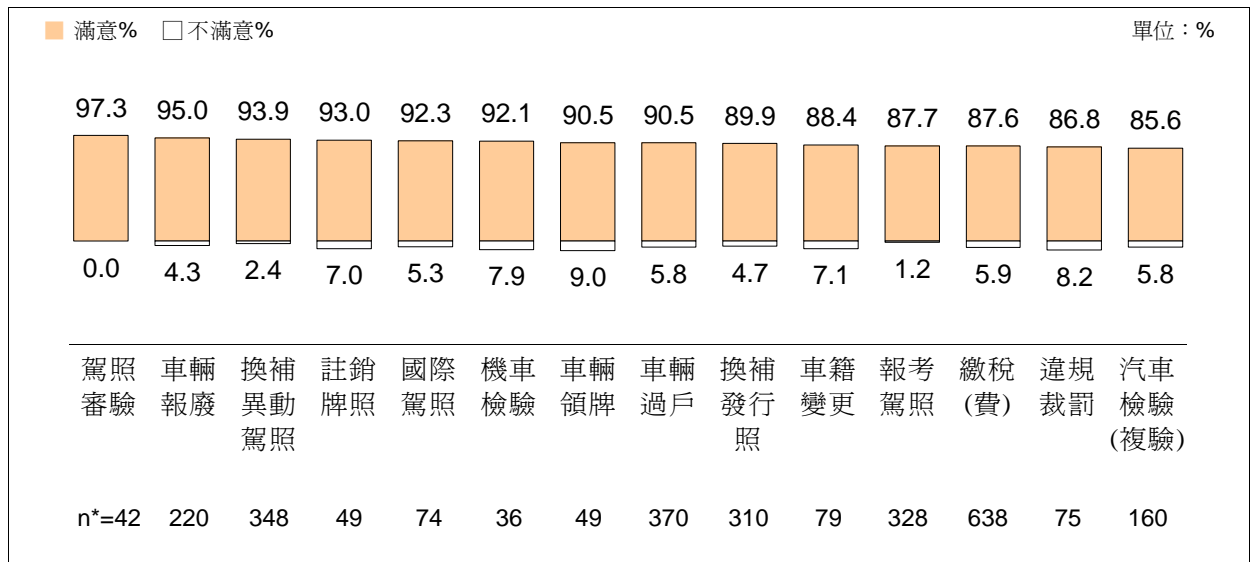 滿意% 不滿意% 單位：%
97.3 95.0 93.9 93.0 92.3 92.1 90.5 90.5 89.9 88.4 87.7 87.6 86.8 85.6
0.0 4.3 2.4 7.0 5.3 7.9 9.0 5.8 4.7 7.1 1.2 5.9 8.2 5.8
駕照 車輛 換補 註銷 國際 機車 車輛 車輛 換補 車籍 報考 繳稅 違規 汽車
審驗 報廢 異動 牌照 駕照 檢驗 領牌 過戶 發行 變更 駕照 (費) 裁罰 檢驗
駕照 照 (複驗)
n*=42 220 348 49 74 36 49 370 310 79 328 638 75 160